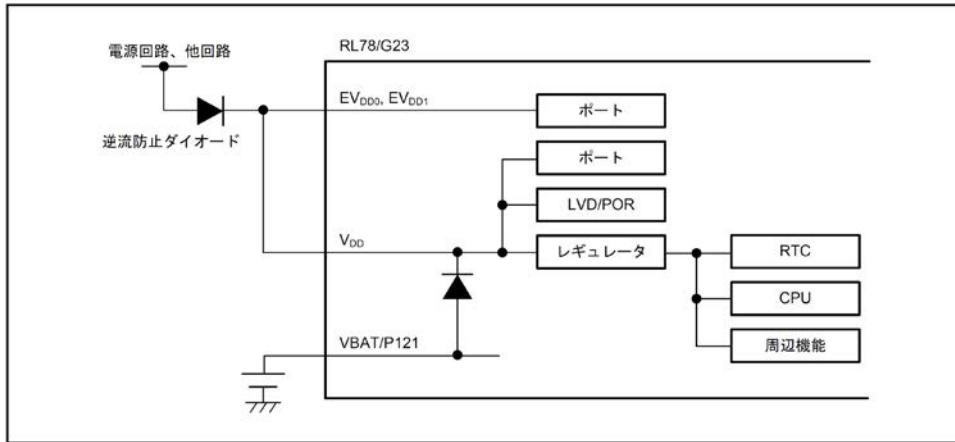 RL78/G23
電源回路、他回路
EVDD0, EVDD1
ポート
逆流防止ダイオード
ポート
LVD/POR
VDD
レギュレータ
RTC
CPU
VBAT/P121
周辺機能